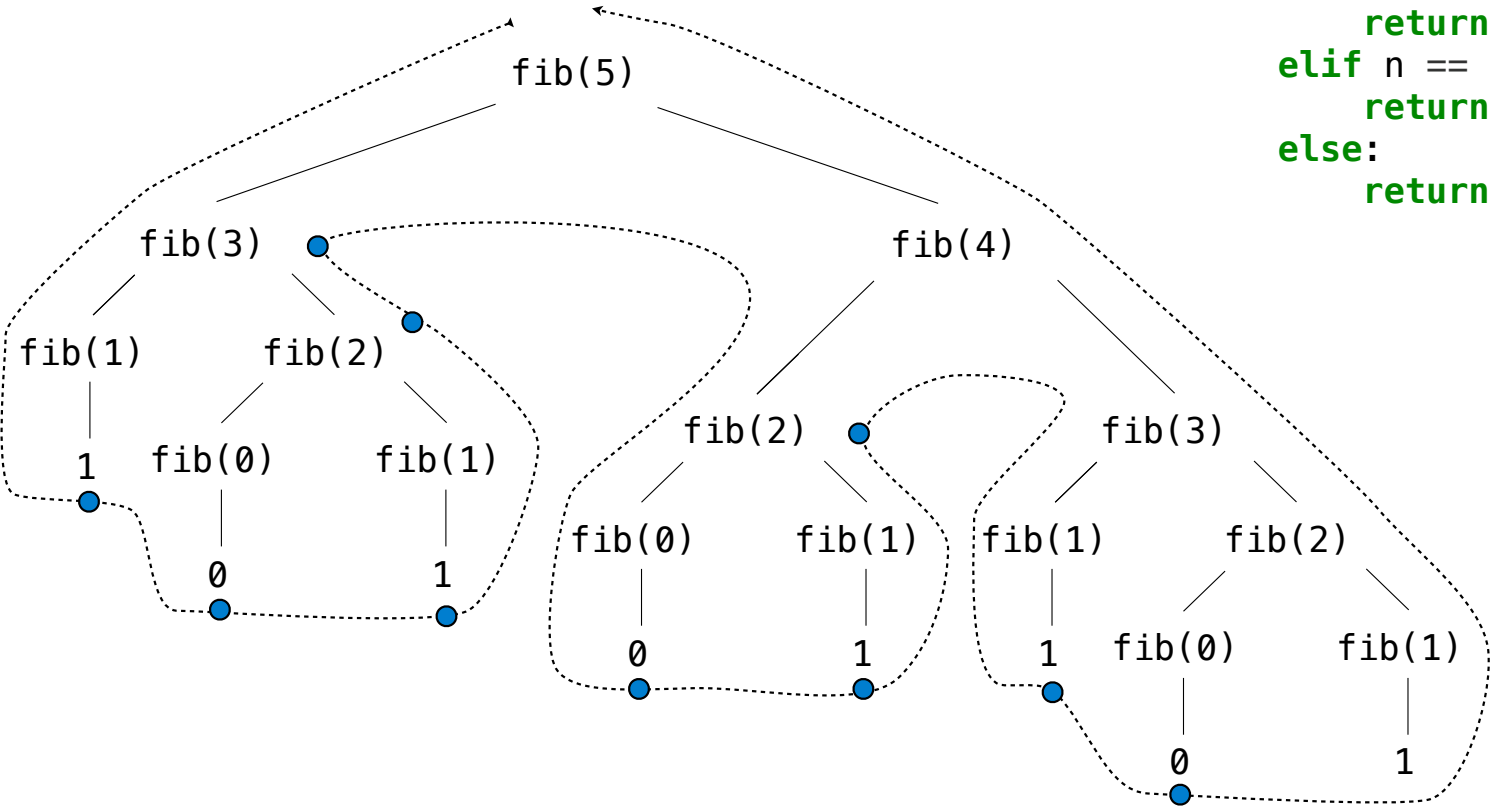 return
fib(5)
elif n ==
return
else:
return
fib(3)
fib(4)
fib(1)
fib(2)
fib(2)
fib(3)
1
fib(0)
fib(1)
fib(0)
fib(1)
fib(1)
fib(2)
0
1
0
1
1
fib(0)
fib(1)
0
1